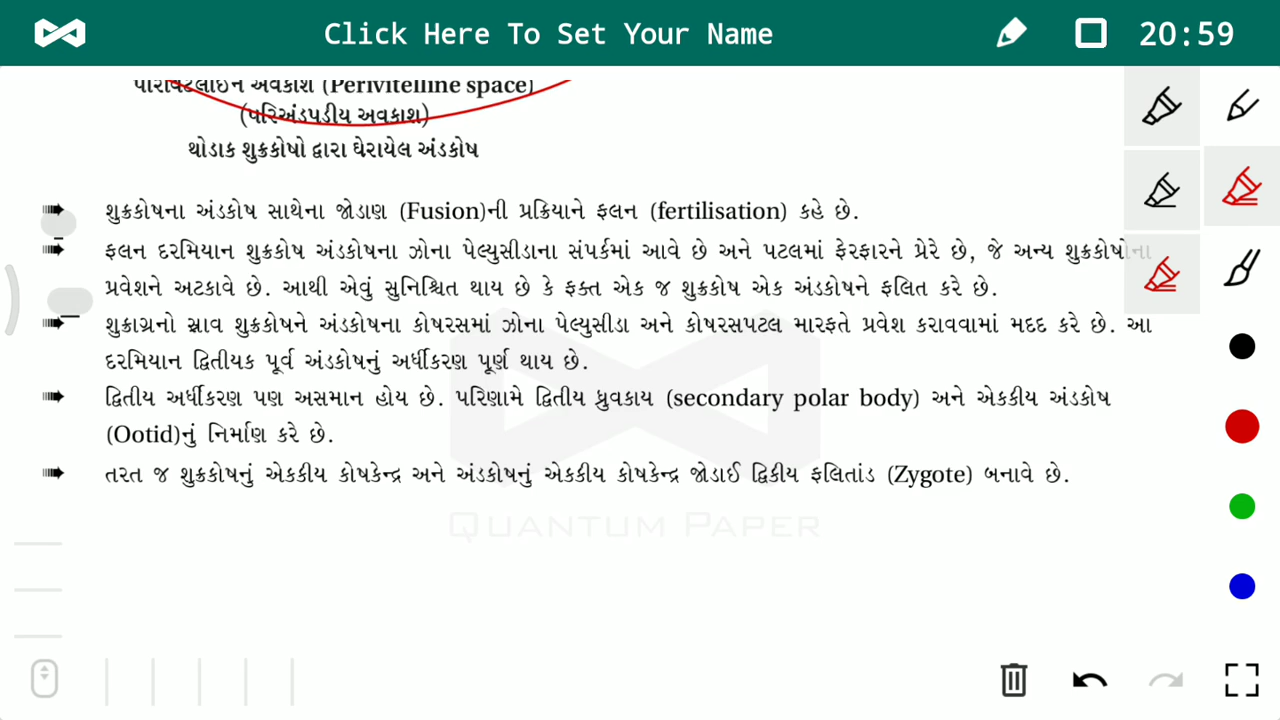 Click Here To Set Your Name
20:59
પેરિવિટેલાઇન અવકાશ (Perivitelline space)
(પરિઅંડપડીય અવકાશ)
થોડાક શુક્રકોષો દ્વારા ઘેરાયેલ અંડકોષ
➠ શુક્રકોષના અંડકોષ સાથેના જોડાણ (Fusion)ની પ્રક્રિયાને ફલન (fertilisation) કહે છે.
➠ ફલન દરમિયાન શુક્રકોષ અંડકોષના ઝોના પેલ્યુસીડાના સંપર્કમાં આવે છે અને પટલમાં ફેરફારને પ્રેરે છે, જે અન્ય શુક્રકોષોના
પ્રવેશને અટકાવે છે. આથી એવું સુનિશ્ચિત થાય છે કે ફક્ત એક જ શુક્રકોષ એક અંડકોષને ફલિત કરે છે.
➠ શુક્રાગ્રનો સ્રાવ શુક્રકોષને અંડકોષના કોષરસમાં ઝોના પેલ્યુસીડા અને કોષરસપટલ મારફતે પ્રવેશ કરાવવામાં મદદ કરે છે. આ
દરમિયાન દ્વિતીયક પૂર્વ અંડકોષનું અર્ધીકરણ પૂર્ણ થાય છે.
➠ દ્વિતીય અર્ધીકરણ પણ અસમાન હોય છે. પરિણામે દ્વિતીય ધ્રુવકાય (secondary polar body) અને એકકીય અંડકોષ
(Ootid)નું નિર્માણ કરે છે.
➠ તરત જ શુક્રકોષનું એકકીય કોષકેન્દ્ર અને અંડકોષનું એકકીય કોષકેન્દ્ર જોડાઈ દ્વિકીય ફલિતાંડ (Zygote) બનાવે છે.
QUANTUM PAPER